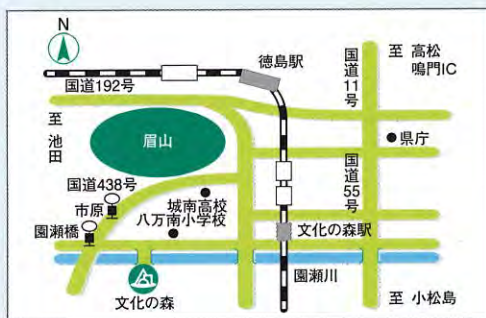 N
徳島駅
国道11号
至 高松
鳴門IC
国道192号
至 池田
眉山
県庁
国道438号
国道55号
市原
城南高校
八万南小学校
園瀬橋
文化の森駅
園瀬川
文化の森
至 小松島